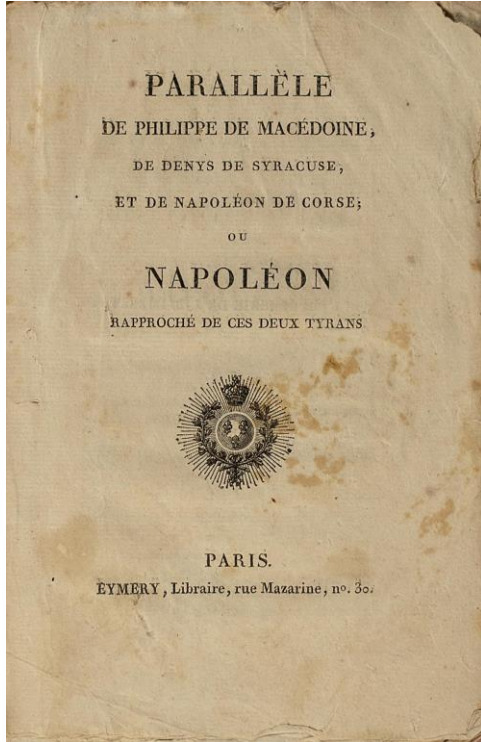 PARALLÈLE
DE PHILIPPE DE MACÉDOINE,
DE DENYS DE SYRACUSE,
ET DE NAPOLÉON DE CORSE;
OU
NAPOLÉON
RAPPROCHÉ DE CES DEUX TYRANS
PARIS.
EYMERY, Libraire, rue Mazarine, nº. 30.